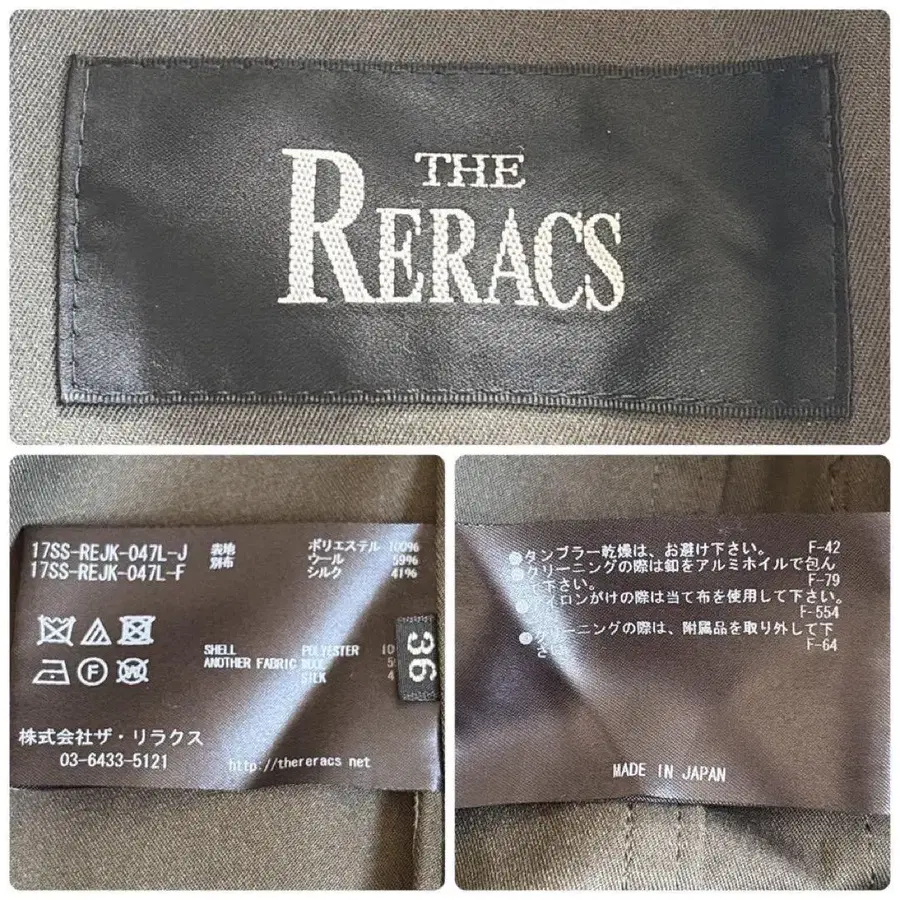 THE
RERACS
17SS-REJK-047L-J 表地 ポリエステル 100%
17SS-REJK-047L-F 別布 ウール 59%
シルク 41%
SHELL POLYESTER
ANOTHER FABRIC WOOL
SILK
36
株式会社ザ・リラクス
03-6433-5121
http://thereracs net
タンブラー乾燥は、お避け下さい。 F-42
クリーニングの際は釦をアルミホイルで包ん
で下さい。 F-79
アイロンがけの際は当て布を使用して下さい。
F-554
クリーニングの際は、附属品を取り外して下
さい。 F-64
MADE IN JAPAN